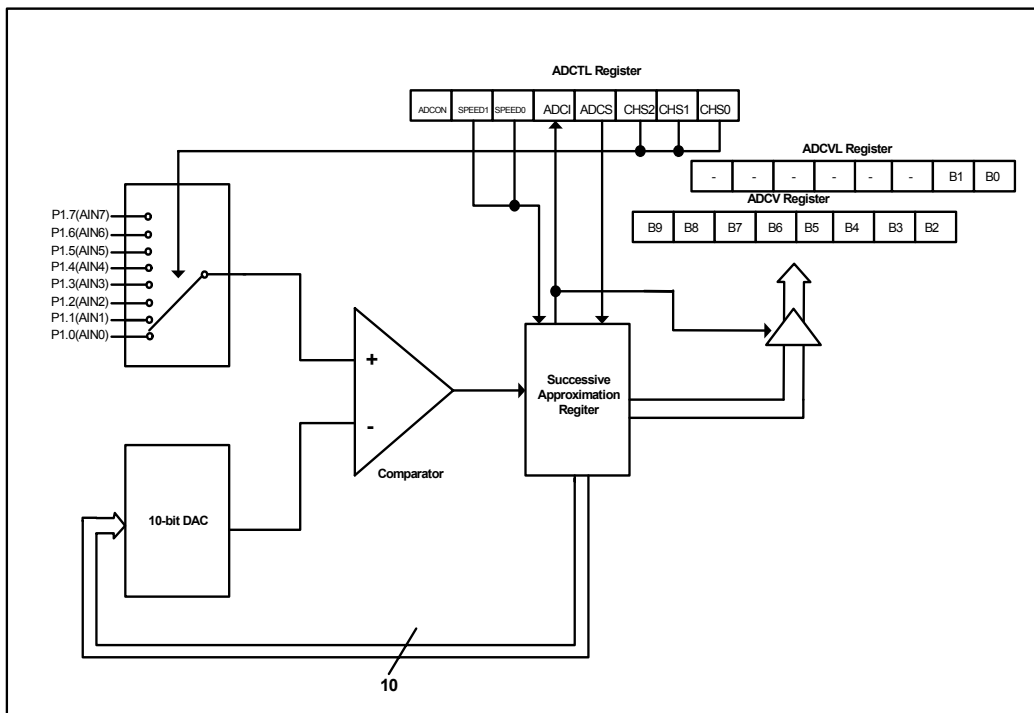 ADCTL Register
ADCON SPEED1 SPEED0 ADCI ADCS CHS2 CHS1 CHS0
ADCVL Register
- - - - - - B1 B0
ADCV Register
B9 B8 B7 B6 B5 B4 B3 B2
P1.7(AIN7)
P1.6(AIN6)
P1.5(AIN5)
P1.4(AIN4)
P1.3(AIN3)
P1.2(AIN2)
P1.1(AIN1)
P1.0(AIN0)
+
-
Comparator
Successive
Approximation
Regiter
10-bit DAC
10